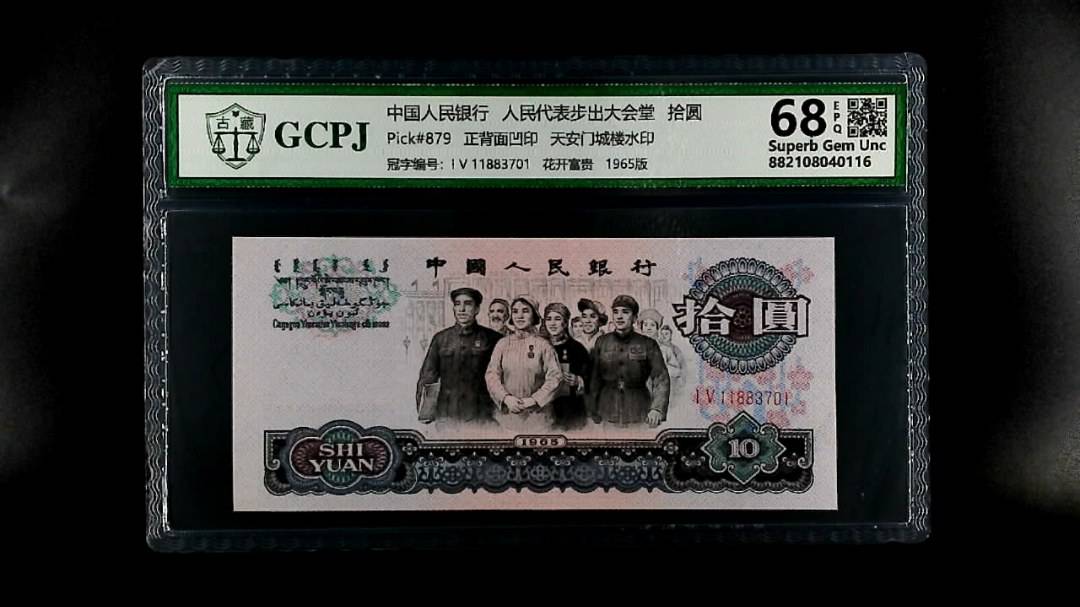 古藏
GCPJ
中国人民银行 人民代表步出大会堂 拾圆
Pick#879 正背面凹印 天安门城楼水印
冠字编号: I V 11883701 花开富贵 1965版
68 EPQ
Superb Gem Unc
882108040116
中國人民銀行
拾圓
I V 11883701
1965
SHI
YUAN
10